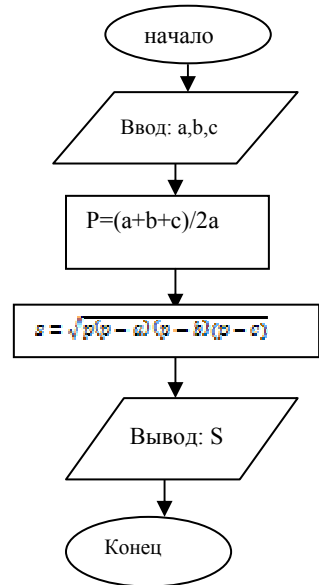 начало
Ввод: a,b,c
P=(a+b+c)/2a
s = √p(p − a)(p − b)(p − c)
Вывод: S
Конец